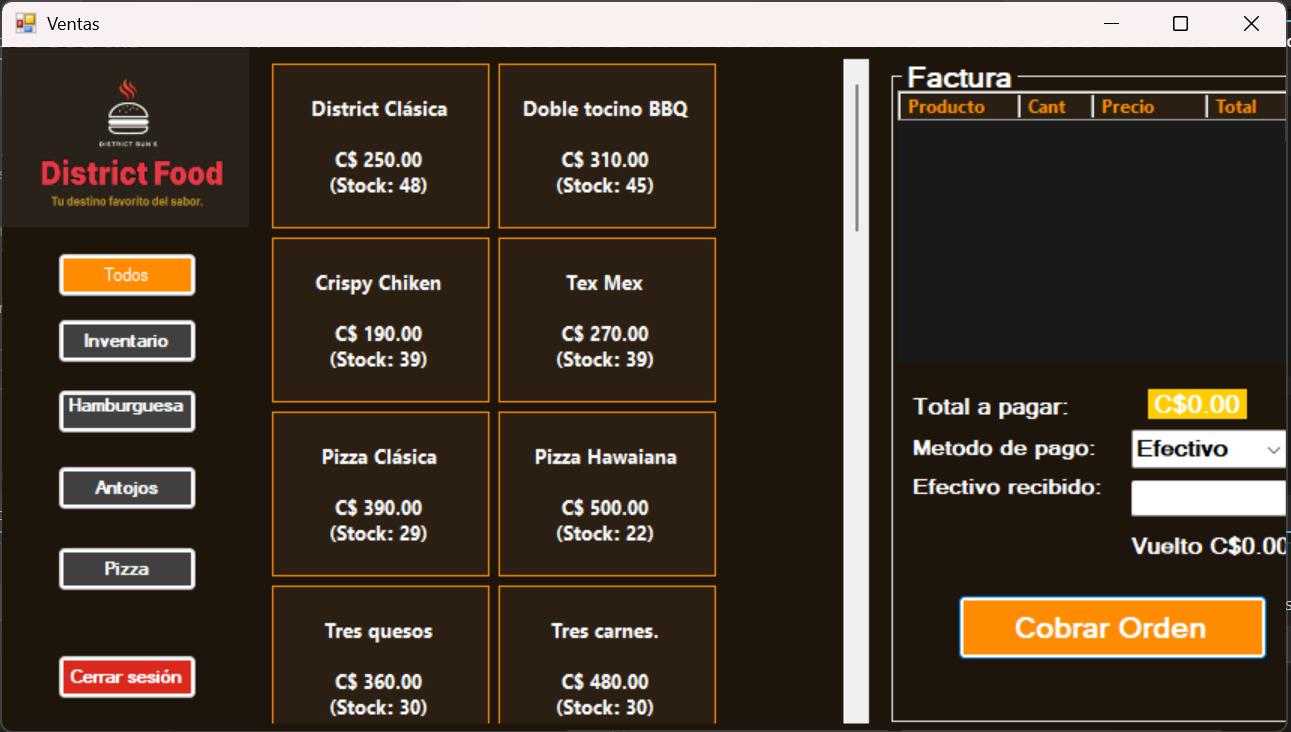 Ventas
DISTRICT BUNS
District Food
Tu destino favorito del sabor.
Todos
Inventario
Hamburguesa
Antojos
Pizza
Cerrar sesión
District Clásica
C$ 250.00
(Stock: 48)
Doble tocino BBQ
C$ 310.00
(Stock: 45)
Crispy Chiken
C$ 190.00
(Stock: 39)
Tex Mex
C$ 270.00
(Stock: 39)
Pizza Clásica
C$ 390.00
(Stock: 29)
Pizza Hawaiana
C$ 500.00
(Stock: 22)
Tres quesos
C$ 360.00
(Stock: 30)
Tres carnes.
C$ 480.00
(Stock: 30)
Factura
Producto Cant Precio Total
Total a pagar: C$0.00
Metodo de pago: Efectivo
Efectivo recibido:
Vuelto C$0.00
Cobrar Orden